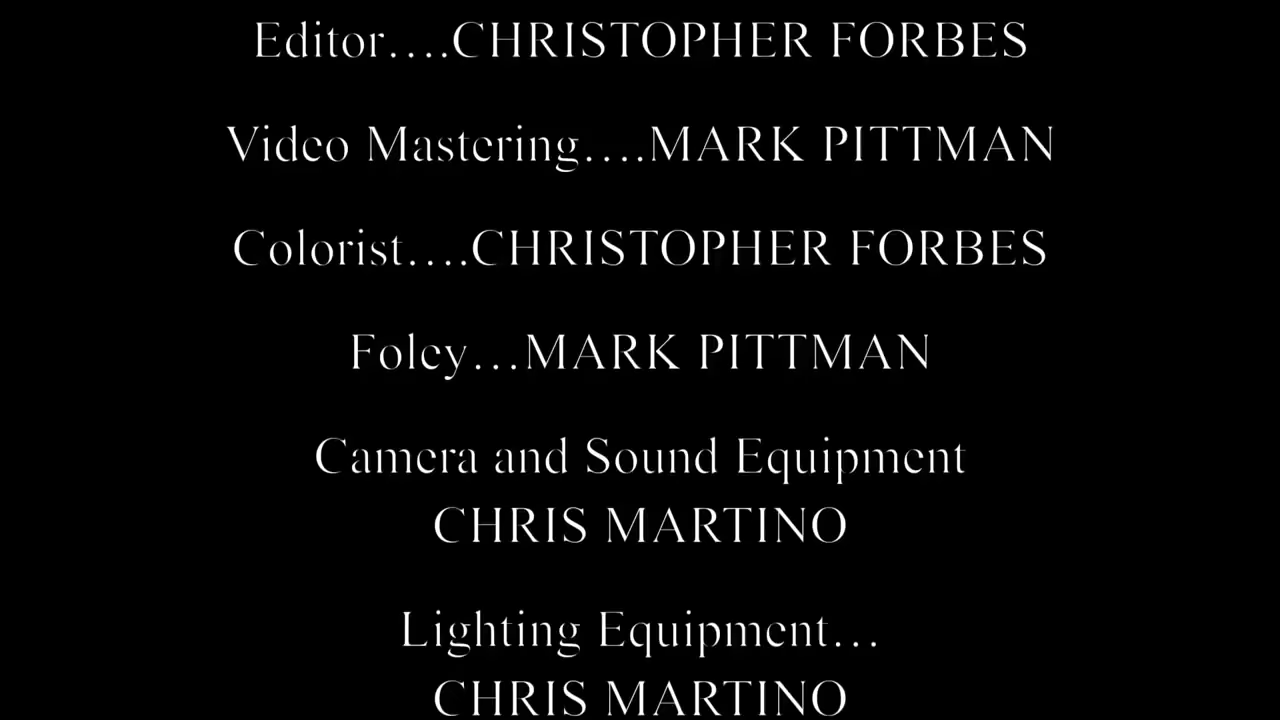 Editor....CHRISTOPHER FORBES
Video Mastering....MARK PITTMAN
Colorist....CHRISTOPHER FORBES
Foley...MARK PITTMAN
Camera and Sound Equipment
CHRIS MARTINO
Lighting Equipment...
CHRIS MARTINO